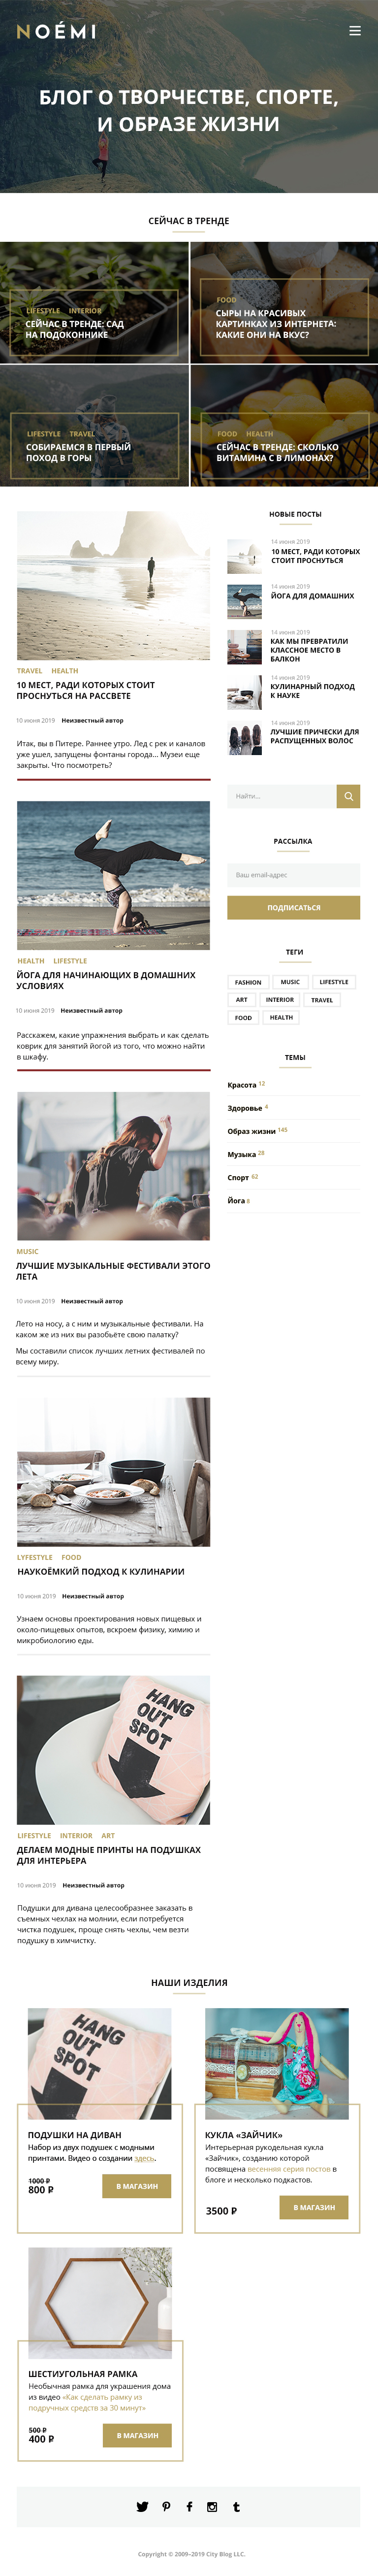 NOÉMI
БЛОГ О ТВОРЧЕСТВЕ, СПОРТЕ,
И ОБРАЗЕ ЖИЗНИ
СЕЙЧАС В ТРЕНДЕ
LIFESTYLE INTERIOR
СЕЙЧАС В ТРЕНДЕ: САД
НА ПОДОКОННИКЕ
FOOD
СЫРЫ НА КРАСИВЫХ
КАРТИНКАХ ИЗ ИНТЕРНЕТА:
КАКИЕ ОНИ НА ВКУС?
LIFESTYLE TRAVEL
СОБИРАЕМСЯ В ПЕРВЫЙ
ПОХОД В ГОРЫ
FOOD HEALTH
СЕЙЧАС В ТРЕНДЕ: СКОЛЬКО
ВИТАМИНА С В ЛИМОНАХ?
TRAVEL HEALTH
10 МЕСТ, РАДИ КОТОРЫХ СТОИТ
ПРОСНУТЬСЯ НА РАССВЕТЕ
10 июня 2019 Неизвестный автор
Итак, вы в Питере. Раннее утро. Лед с рек и каналов
уже ушел, запущены фонтаны города... Музеи еще
закрыты. Что посмотреть?
HEALTH LIFESTYLE
ЙОГА ДЛЯ НАЧИНАЮЩИХ В ДОМАШНИХ
УСЛОВИЯХ
10 июня 2019 Неизвестный автор
Расскажем, какие упражнения выбрать и как сделать
коврик для занятий йогой из того, что можно найти
в шкафу.
MUSIC
ЛУЧШИЕ МУЗЫКАЛЬНЫЕ ФЕСТИВАЛИ ЭТОГО
ЛЕТА
10 июня 2019 Неизвестный автор
Лето на носу, а с ним и музыкальные фестивали. На
каком же из них вы разобьёте свою палатку?
Мы составили список лучших летних фестивалей по
всему миру.
LYFESTYLE FOOD
НАУКОЁМКИЙ ПОДХОД К КУЛИНАРИИ
10 июня 2019 Неизвестный автор
Узнаем основы проектирования новых пищевых и
около-пищевых опытов, вскроем физику, химию и
микробиологию еды.
HANG
OUT
SPOT
LIFESTYLE INTERIOR ART
ДЕЛАЕМ МОДНЫЕ ПРИНТЫ НА ПОДУШКАХ
ДЛЯ ИНТЕРЬЕРА
10 июня 2019 Неизвестный автор
Подушки для дивана целесообразнее заказать в
съемных чехлах на молнии, если потребуется
чистка подушек, проще снять чехлы, чем везти
подушку в химчистку.
НОВЫЕ ПОСТЫ
14 июня 2019
10 МЕСТ, РАДИ КОТОРЫХ
СТОИТ ПРОСНУТЬСЯ
14 июня 2019
ЙОГА ДЛЯ ДОМАШНИХ
14 июня 2019
КАК МЫ ПРЕВРАТИЛИ
КЛАССНОЕ МЕСТО В
БАЛКОН
14 июня 2019
КУЛИНАРНЫЙ ПОДХОД
К НАУКЕ
14 июня 2019
ЛУЧШИЕ ПРИЧЕСКИ ДЛЯ
РАСПУЩЕННЫХ ВОЛОС
Найти...
РАССЫЛКА
Ваш email-адрес
ПОДПИСАТЬСЯ
ТЕГИ
FASHION MUSIC LIFESTYLE
ART INTERIOR TRAVEL
FOOD HEALTH
ТЕМЫ
Красота 12
Здоровье 4
Образ жизни 145
Музыка 28
Спорт 62
Йога 8
НАШИ ИЗДЕЛИЯ
HANG
OUT
SPOT
ПОДУШКИ НА ДИВАН
Набор из двух подушек с модными
принтами. Видео о создании здесь.
1000 ₽
800 ₽
В МАГАЗИН
КУКЛА «ЗАЙЧИК»
Интерьерная рукодельная кукла
«Зайчик», созданию которой
посвящена весенняя серия постов в
блоге и несколько подкастов.
3500 ₽
В МАГАЗИН
ШЕСТИУГОЛЬНАЯ РАМКА
Необычная рамка для украшения дома
из видео «Как сделать рамку из
подручных средств за 30 минут»
500 ₽
400 ₽
В МАГАЗИН
Copyright © 2009–2019 City Blog LLC.